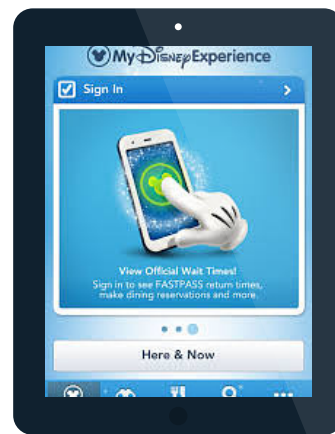 My Disney Experience
Sign In
View Official Wait Times!
Sign in to see FASTPASS return times,
make dining reservations and more.
Here & Now